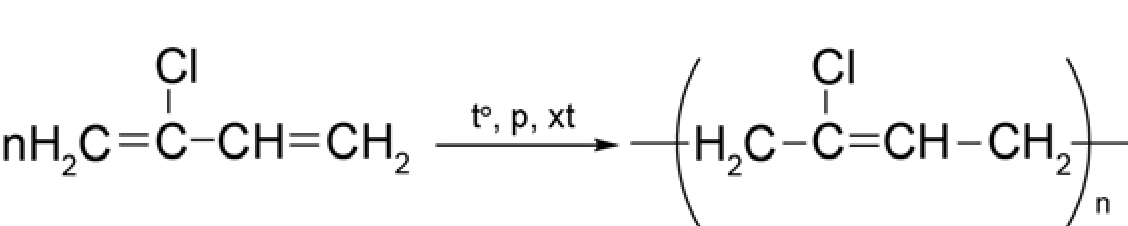 Cl Cl
nH₂C=C–CH=CH₂ t°, p, xt (H₂C–C=CH–CH₂)n